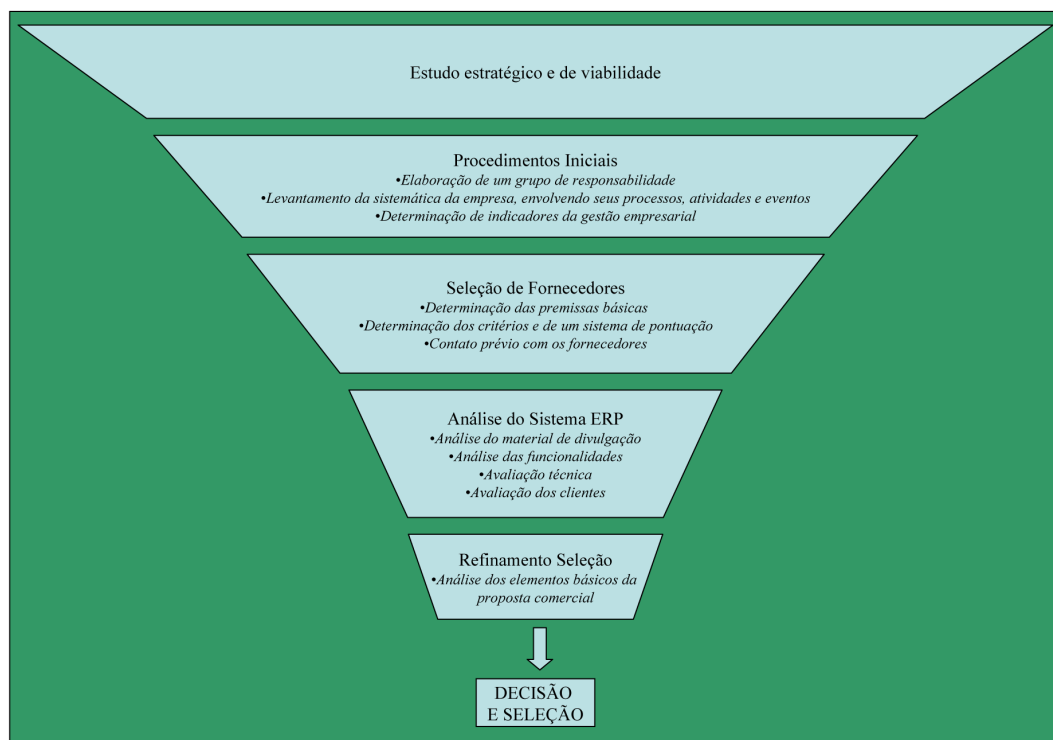 Estudo estratégico e de viabilidade
Procedimentos Iniciais
•Elaboração de um grupo de responsabilidade
•Levantamento da sistemática da empresa, envolvendo seus processos, atividades e eventos
•Determinação de indicadores da gestão empresarial
Seleção de Fornecedores
•Determinação das premissas básicas
•Determinação dos critérios e de um sistema de pontuação
•Contato prévio com os fornecedores
Análise do Sistema ERP
•Análise do material de divulgação
•Análise das funcionalidades
•Avaliação técnica
•Avaliação dos clientes
Refinamento Seleção
•Análise dos elementos básicos da
proposta comercial
DECISÃO
E SELEÇÃO